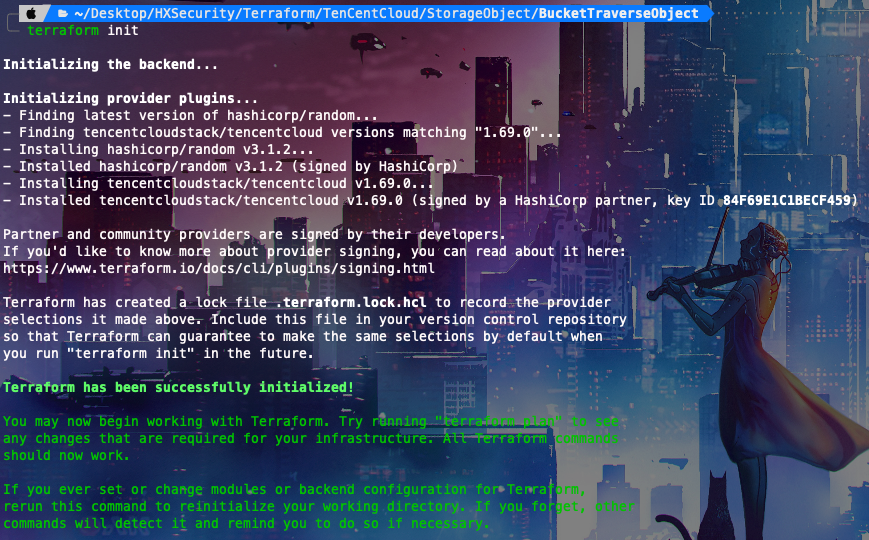 ~/Desktop/HXSecurity/Terraform/TenCentCloud/StorageObject/BucketTraverseObject
terraform init
Initializing the backend...
Initializing provider plugins...
- Finding latest version of hashicorp/random...
- Finding tencentcloudstack/tencentcloud versions matching "1.69.0"...
- Installing hashicorp/random v3.1.2...
- Installed hashicorp/random v3.1.2 (signed by HashiCorp)
- Installing tencentcloudstack/tencentcloud v1.69.0...
- Installed tencentcloudstack/tencentcloud v1.69.0 (signed by a HashiCorp partner, key ID 84F69E1C1BECF459)
Partner and community providers are signed by their developers.
If you'd like to know more about provider signing, you can read about it here:
https://www.terraform.io/docs/cli/plugins/signing.html
Terraform has created a lock file .terraform.lock.hcl to record the provider
selections it made above. Include this file in your version control repository
so that Terraform can guarantee to make the same selections by default when
you run "terraform init" in the future.
Terraform has been successfully initialized!
You may now begin working with Terraform. Try running "terraform plan" to see
any changes that are required for your infrastructure. All Terraform commands
should now work.
If you ever set or change modules or backend configuration for Terraform,
rerun this command to reinitialize your working directory. If you forget, other
commands will detect it and remind you to do so if necessary.